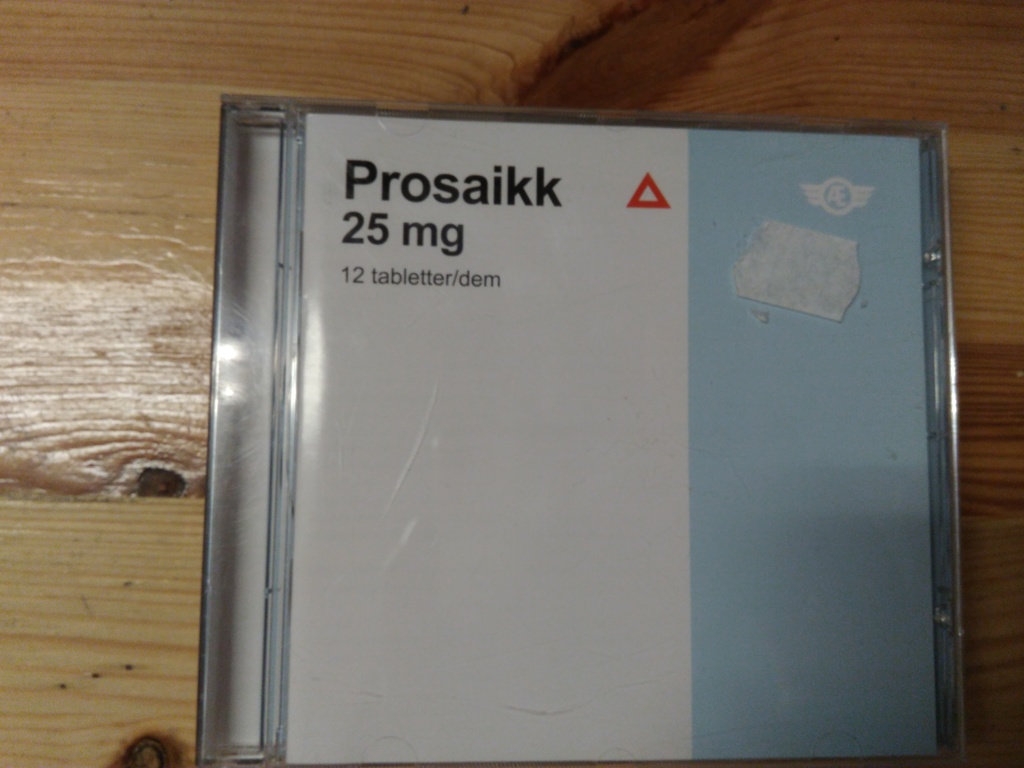 Prosaikk
25 mg
12 tabletter/dem
Æ